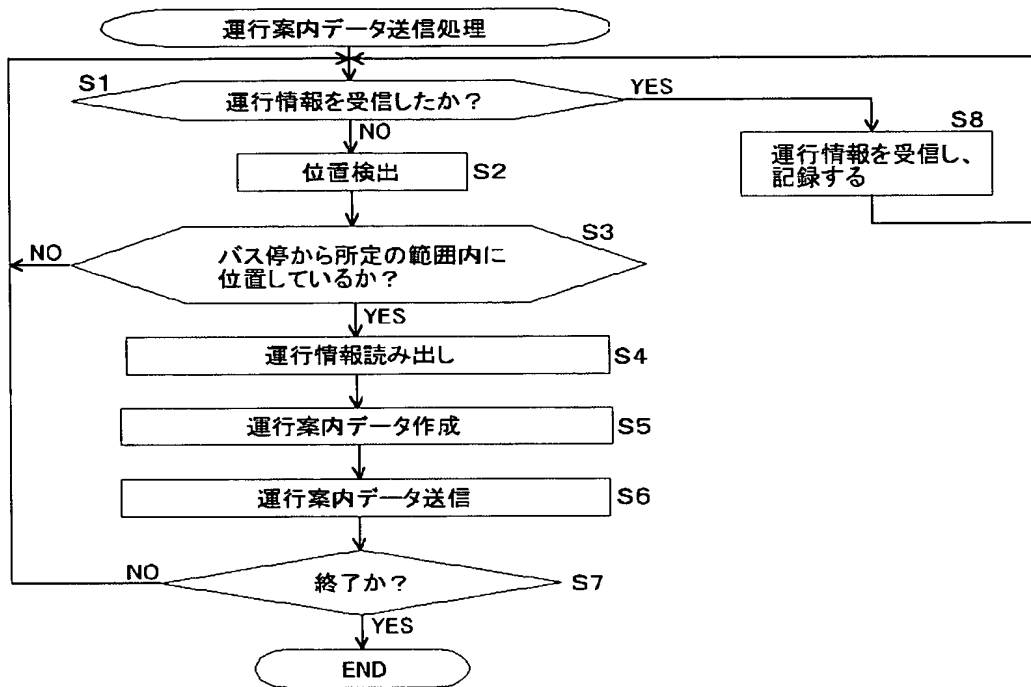 運行案内データ送信処理
S1
運行情報を受信したか?
YES
NO
S8
運行情報を受信し、
記録する
位置検出
S2
S3
NO
バス停から所定の範囲内に
位置しているか?
YES
運行情報読み出し
S4
運行案内データ作成
S5
運行案内データ送信
S6
NO
終了か?
S7
YES
END